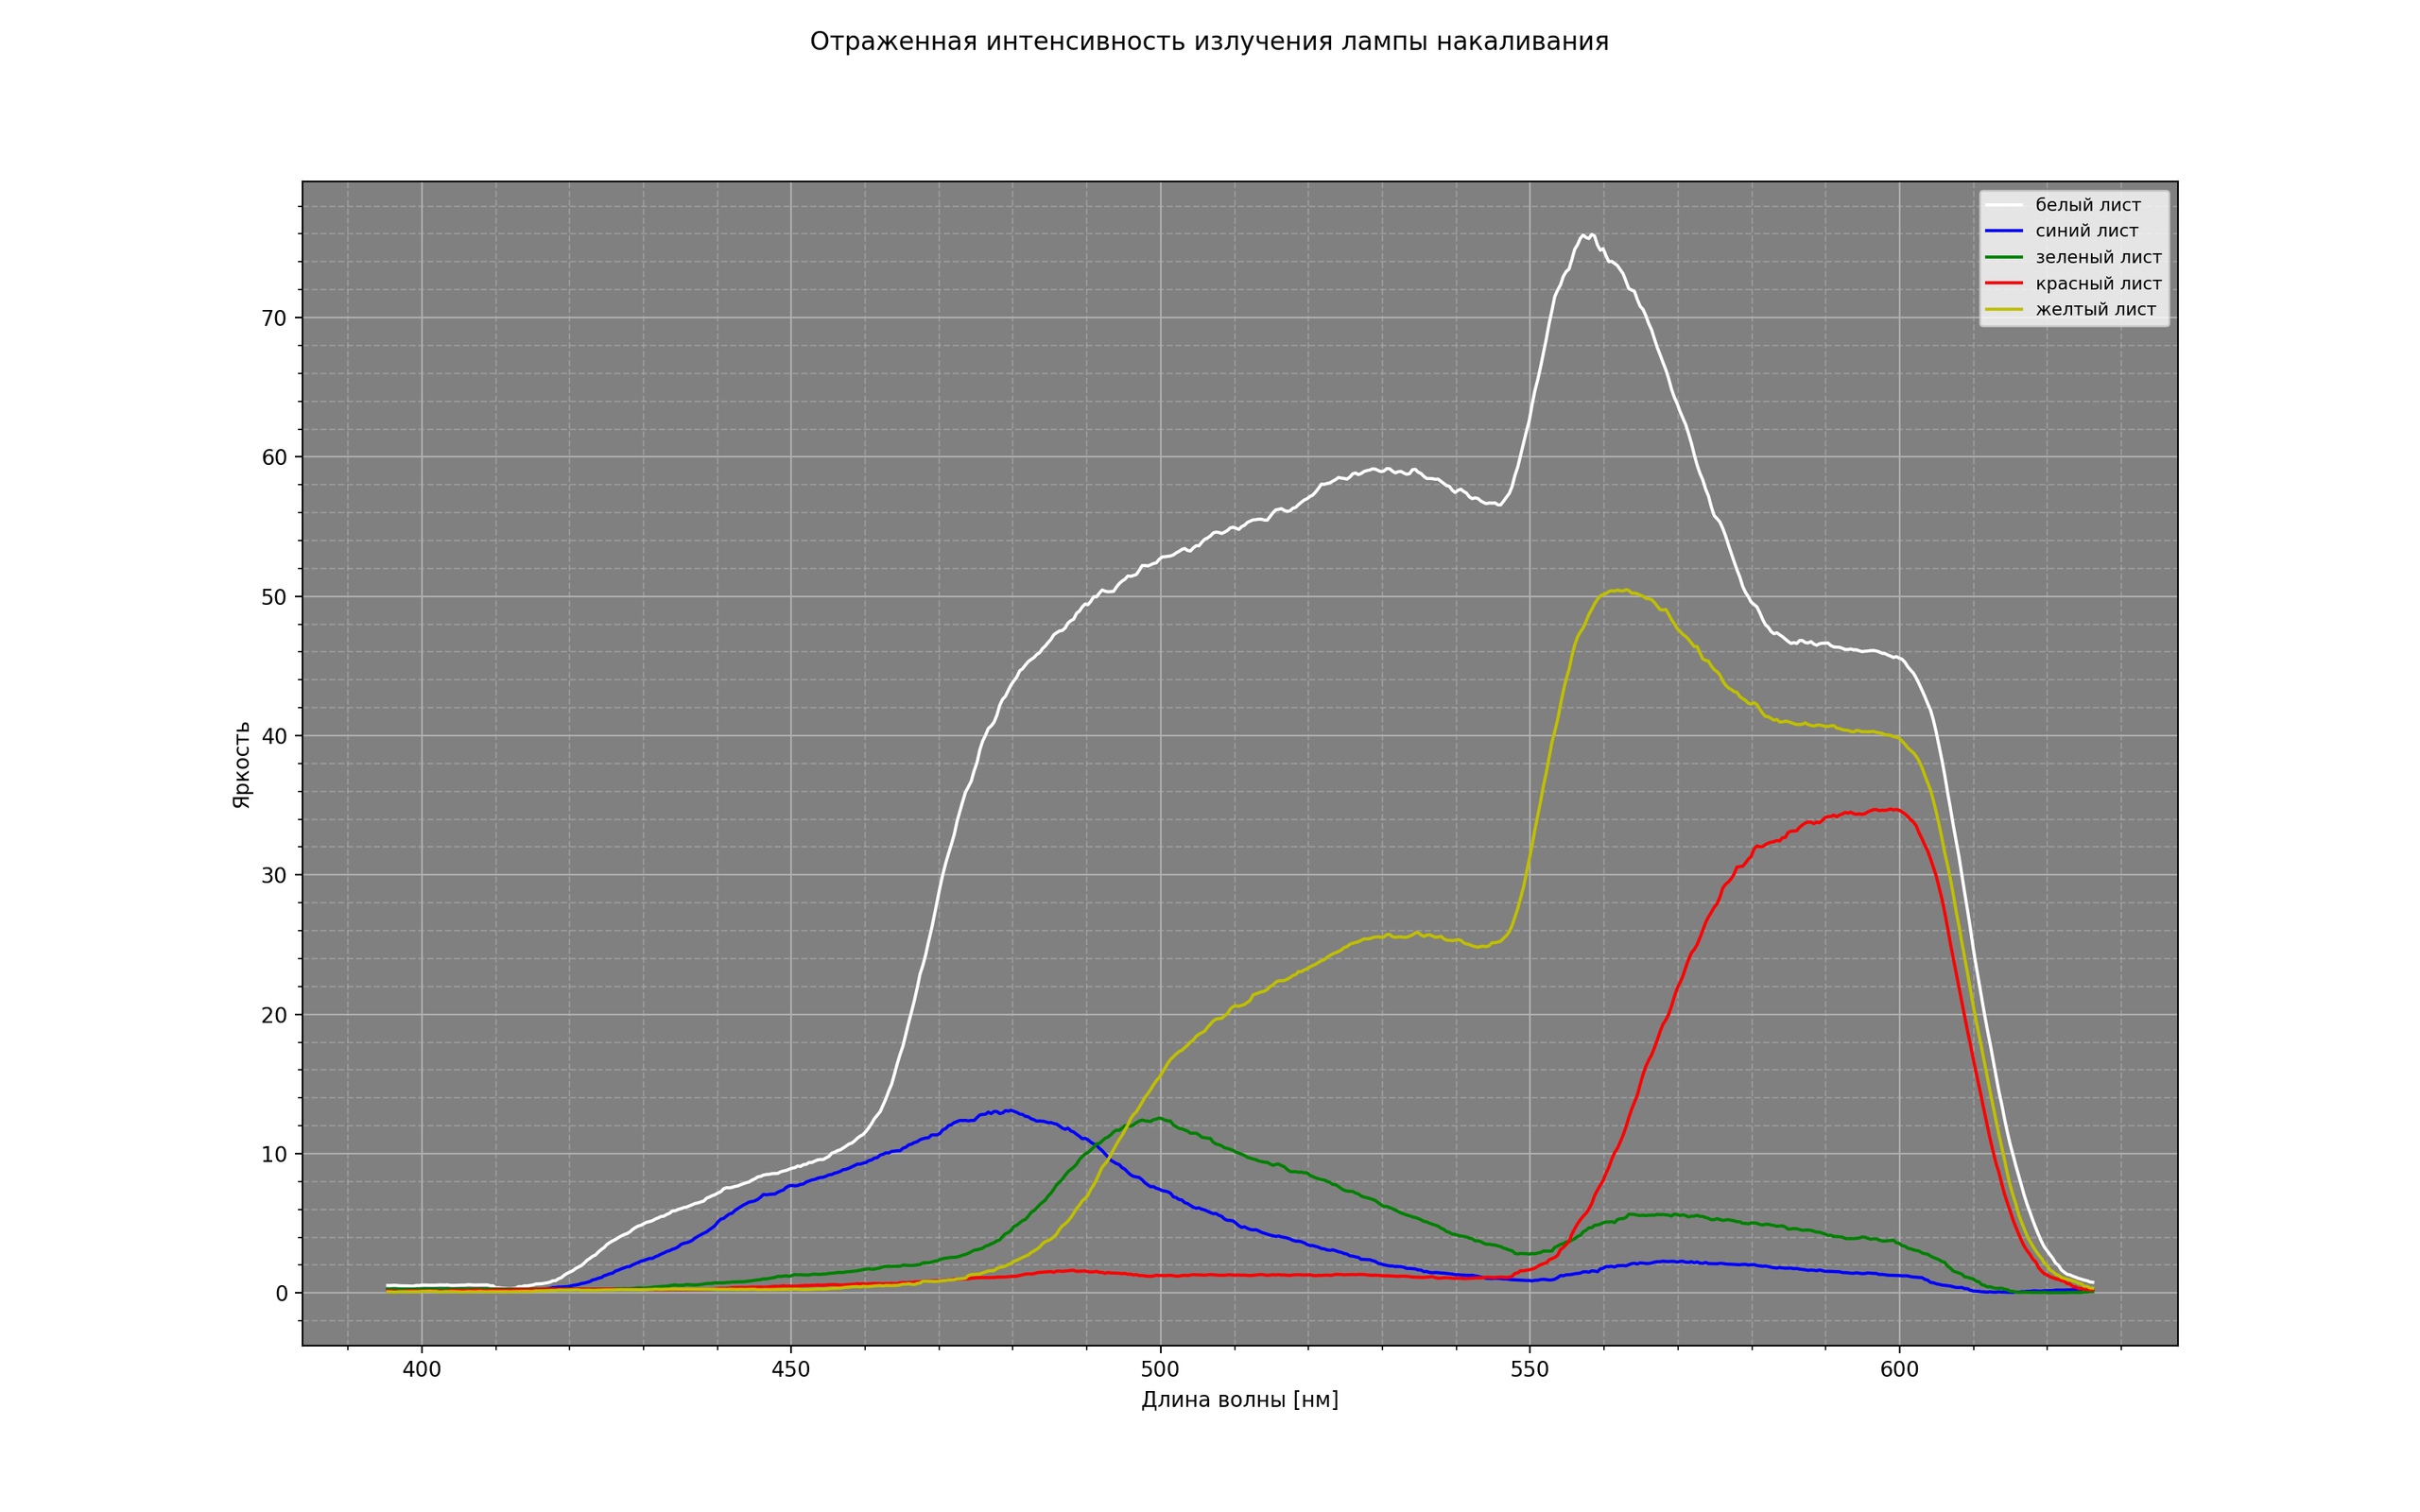 Отраженная интенсивность излучения лампы накаливания
белый лист
синий лист
зеленый лист
красный лист
желтый лист
70
60
50
40
30
20
10
0
Яркость
400 450 500 550 600
Длина волны [нм]